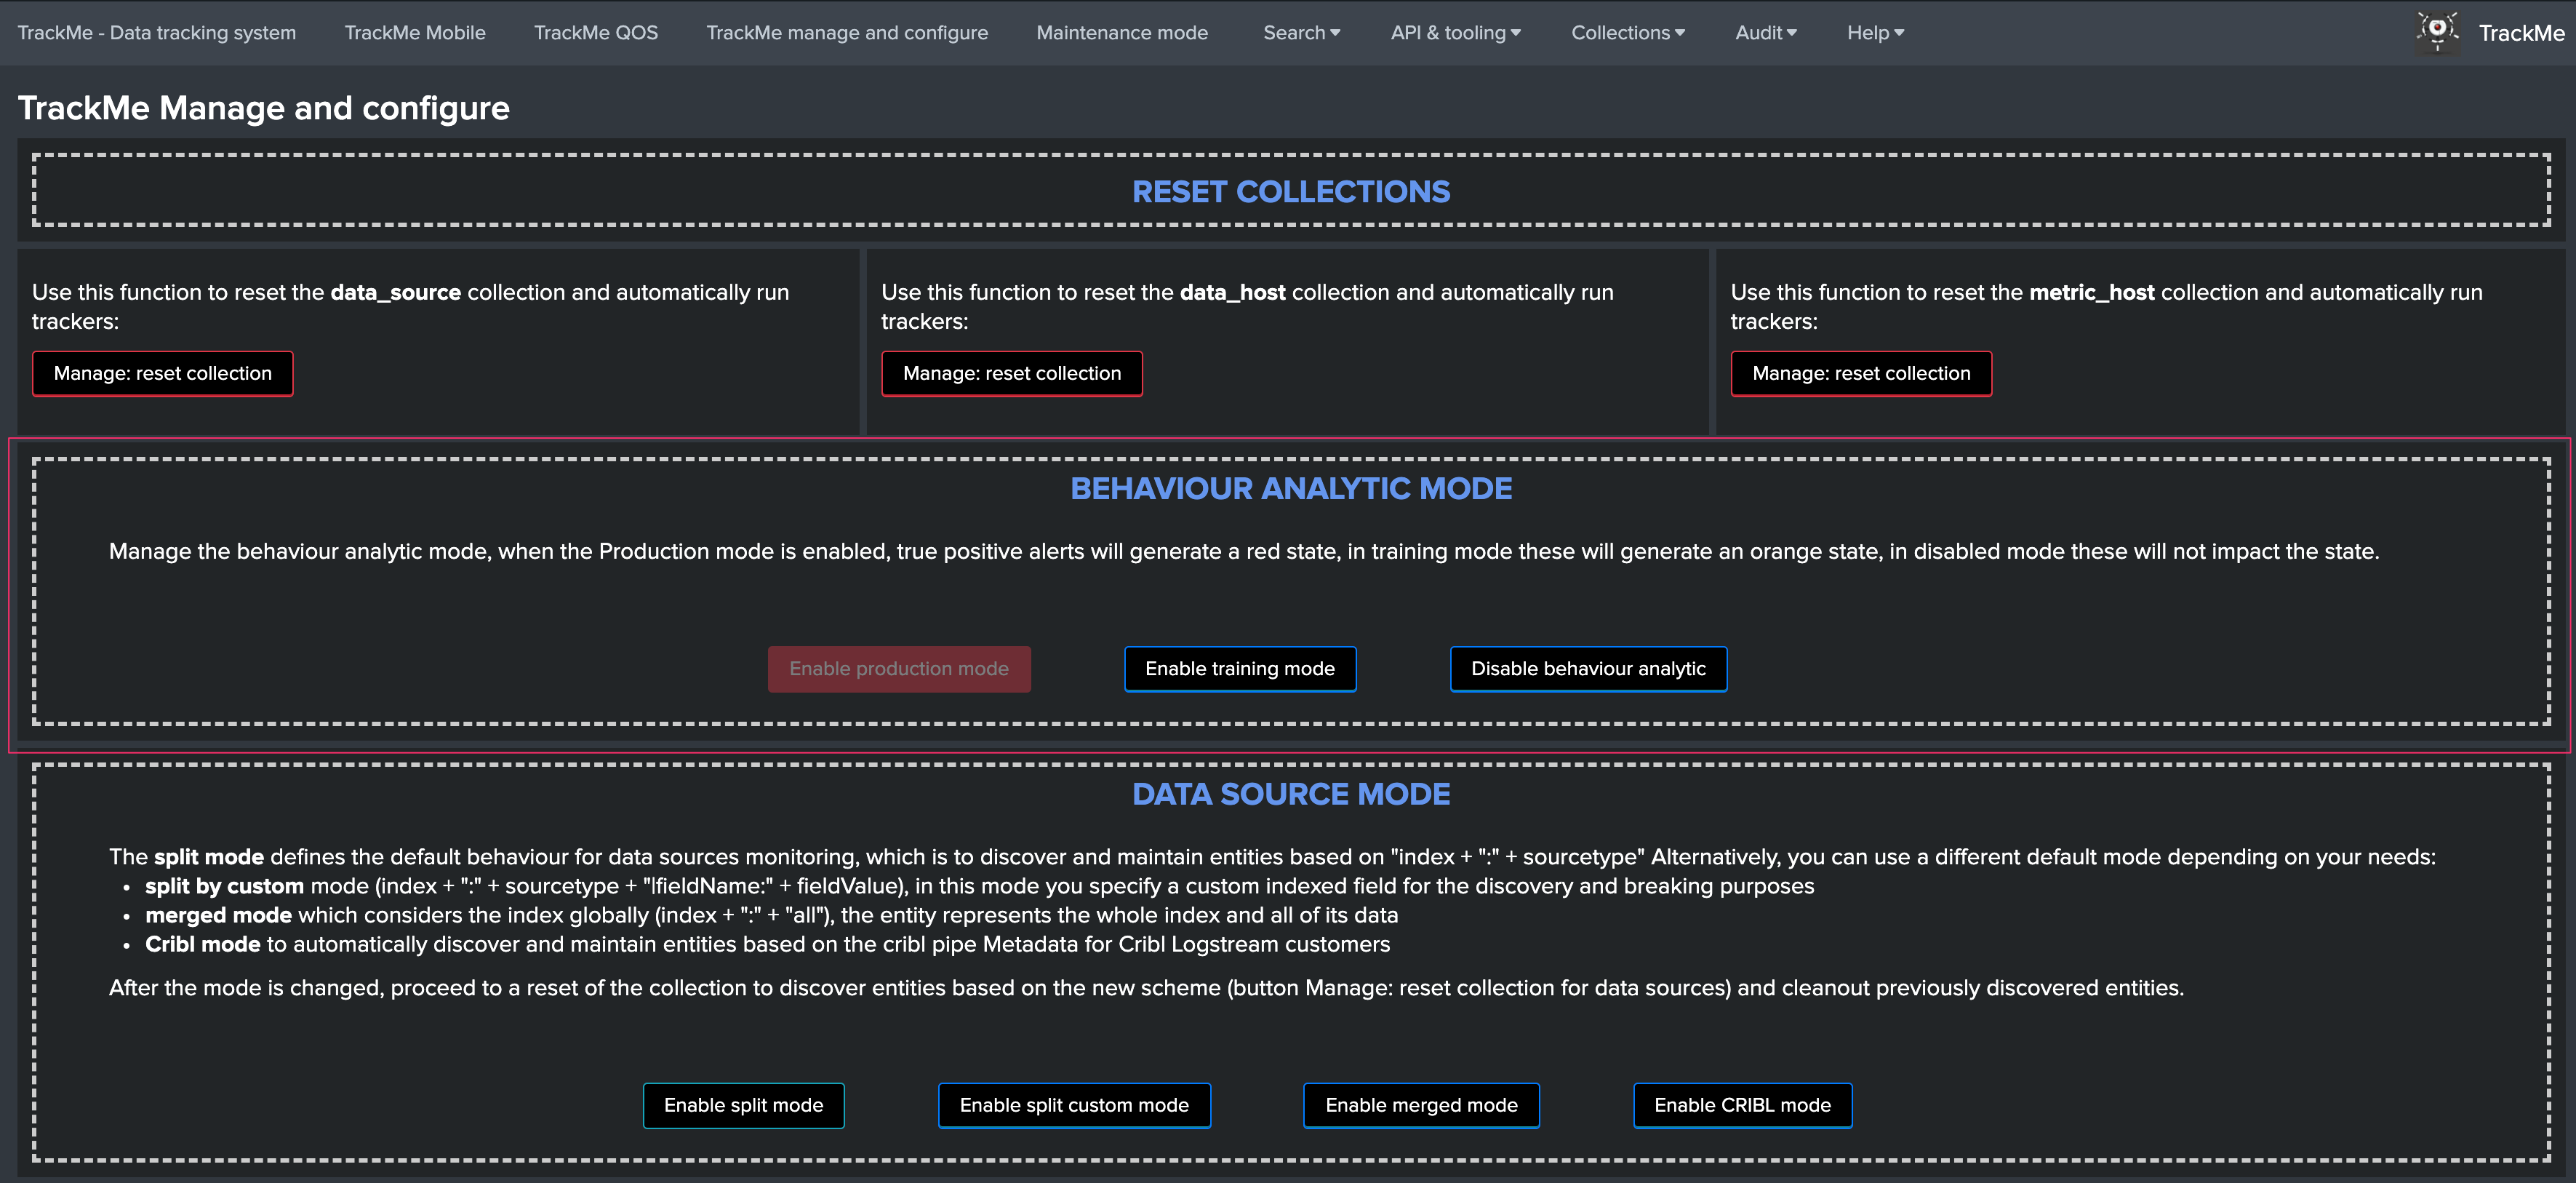 TrackMe - Data tracking system TrackMe Mobile TrackMe QOS TrackMe manage and configure Maintenance mode Search API & tooling Collections Audit Help TrackMe
TrackMe Manage and configure
RESET COLLECTIONS
Use this function to reset the data_source collection and automatically run
trackers:
Manage: reset collection
Use this function to reset the data_host collection and automatically run
trackers:
Manage: reset collection
Use this function to reset the metric_host collection and automatically run
trackers:
Manage: reset collection
BEHAVIOUR ANALYTIC MODE
Manage the behaviour analytic mode, when the Production mode is enabled, true positive alerts will generate a red state, in training mode these will generate an orange state, in disabled mode these will not impact the state.
Enable production mode Enable training mode Disable behaviour analytic
DATA SOURCE MODE
The split mode defines the default behaviour for data sources monitoring, which is to discover and maintain entities based on "index + ":" + sourcetype" Alternatively, you can use a different default mode depending on your needs:
• split by custom mode (index + ":" + sourcetype + "|fieldName:" + fieldValue), in this mode you specify a custom indexed field for the discovery and breaking purposes
• merged mode which considers the index globally (index + ":" + "all"), the entity represents the whole index and all of its data
• Cribl mode to automatically discover and maintain entities based on the cribl pipe Metadata for Cribl Logstream customers
After the mode is changed, proceed to a reset of the collection to discover entities based on the new scheme (button Manage: reset collection for data sources) and cleanout previously discovered entities.
Enable split mode Enable split custom mode Enable merged mode Enable CRIBL mode